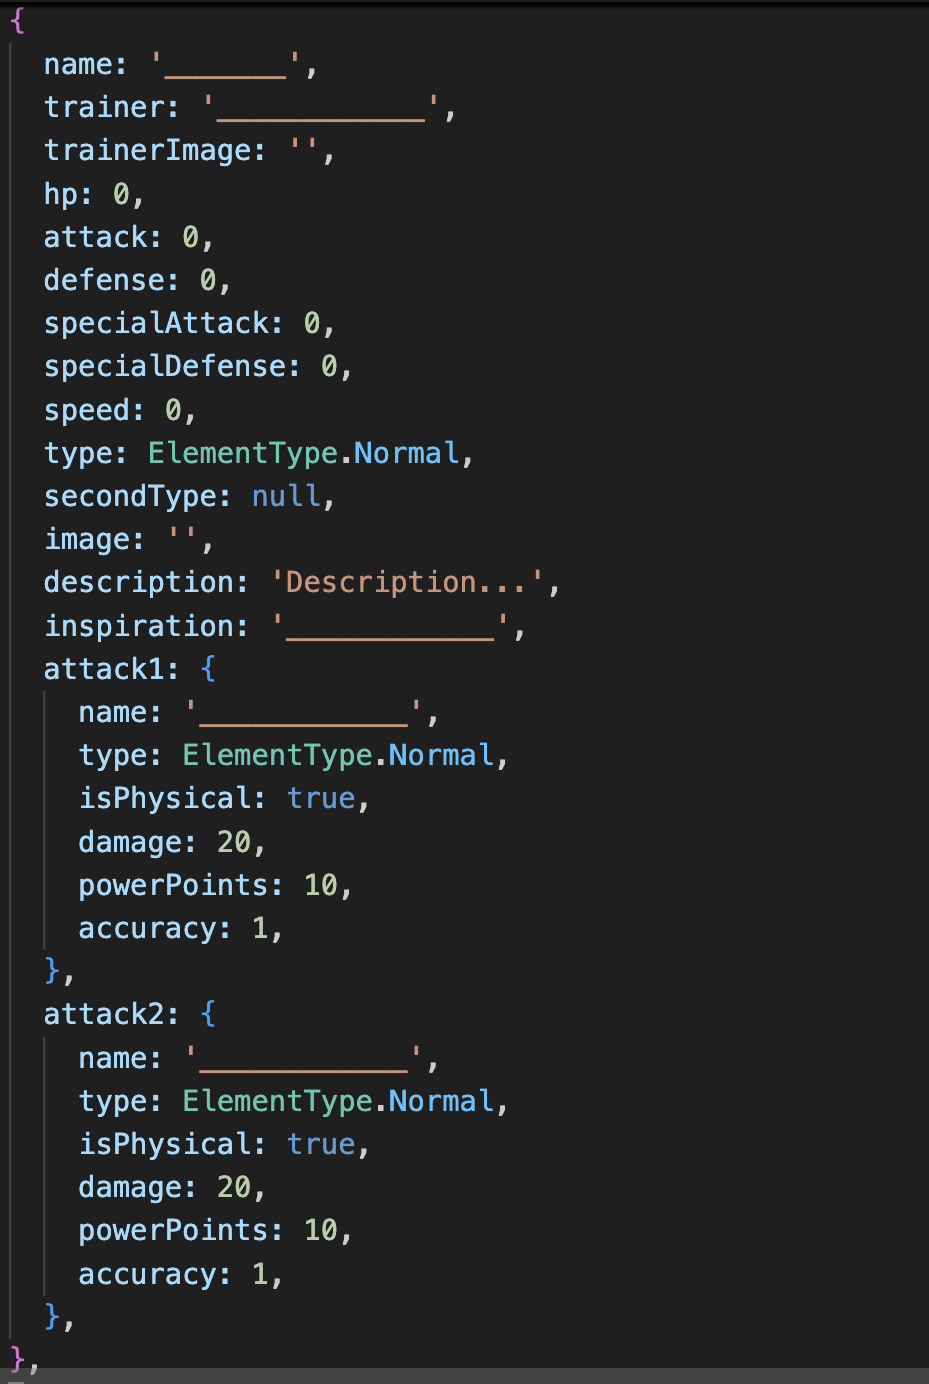 {
  name: '_______',
  trainer: '____________',
  trainerImage: '',
  hp: 0,
  attack: 0,
  defense: 0,
  specialAttack: 0,
  specialDefense: 0,
  speed: 0,
  type: ElementType.Normal,
  secondType: null,
  image: '',
  description: 'Description...',
  inspiration: '____________',
  attack1: {
    name: '____________',
    type: ElementType.Normal,
    isPhysical: true,
    damage: 20,
    powerPoints: 10,
    accuracy: 1,
  },
  attack2: {
    name: '____________',
    type: ElementType.Normal,
    isPhysical: true,
    damage: 20,
    powerPoints: 10,
    accuracy: 1,
  },
},